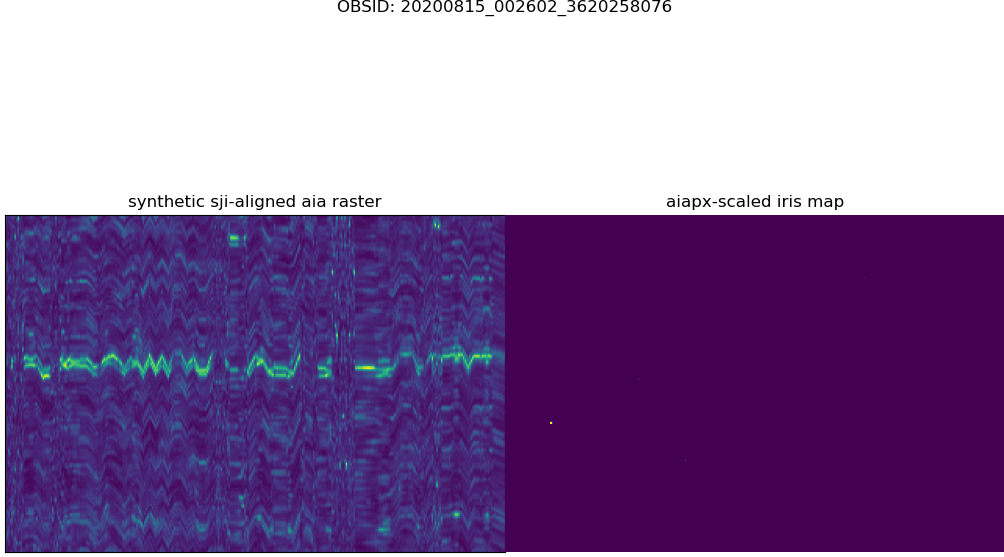 OBSID: 20200815_002602_3620258076
synthetic sji-aligned aia raster
aiapx-scaled iris map